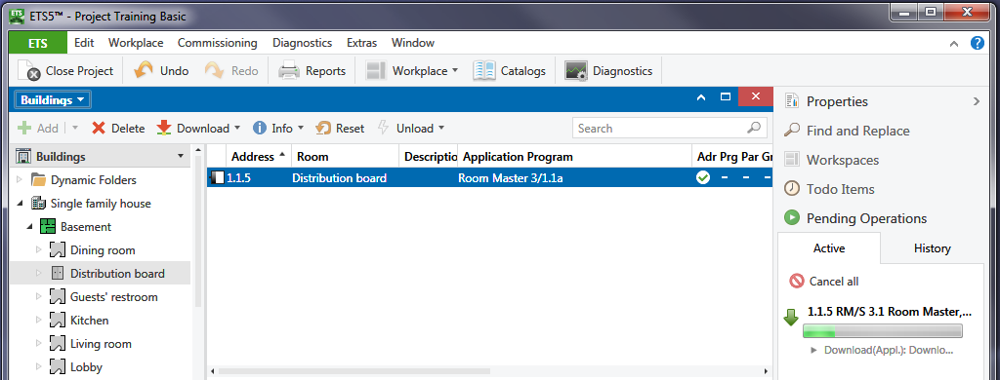 ETS ETS5™ - Project Training Basic
ETS Edit Workplace Commissioning Diagnostics Extras Window
Close Project Undo Redo Reports Workplace Catalogs Diagnostics
Buildings
Add Delete Download Info Reset Unload Search
Buildings
Address Room Descriptio Application Program Adr Prg Par Gr
1.1.5 Distribution board Room Master 3/1.1a
Dynamic Folders
Single family house
Basement
Dining room
Distribution board
Guests' restroom
Kitchen
Living room
Lobby
Properties
Find and Replace
Workspaces
Todo Items
Pending Operations
Active History
Cancel all
1.1.5 RM/S 3.1 Room Master,...
Download(Appl.): Downlo...